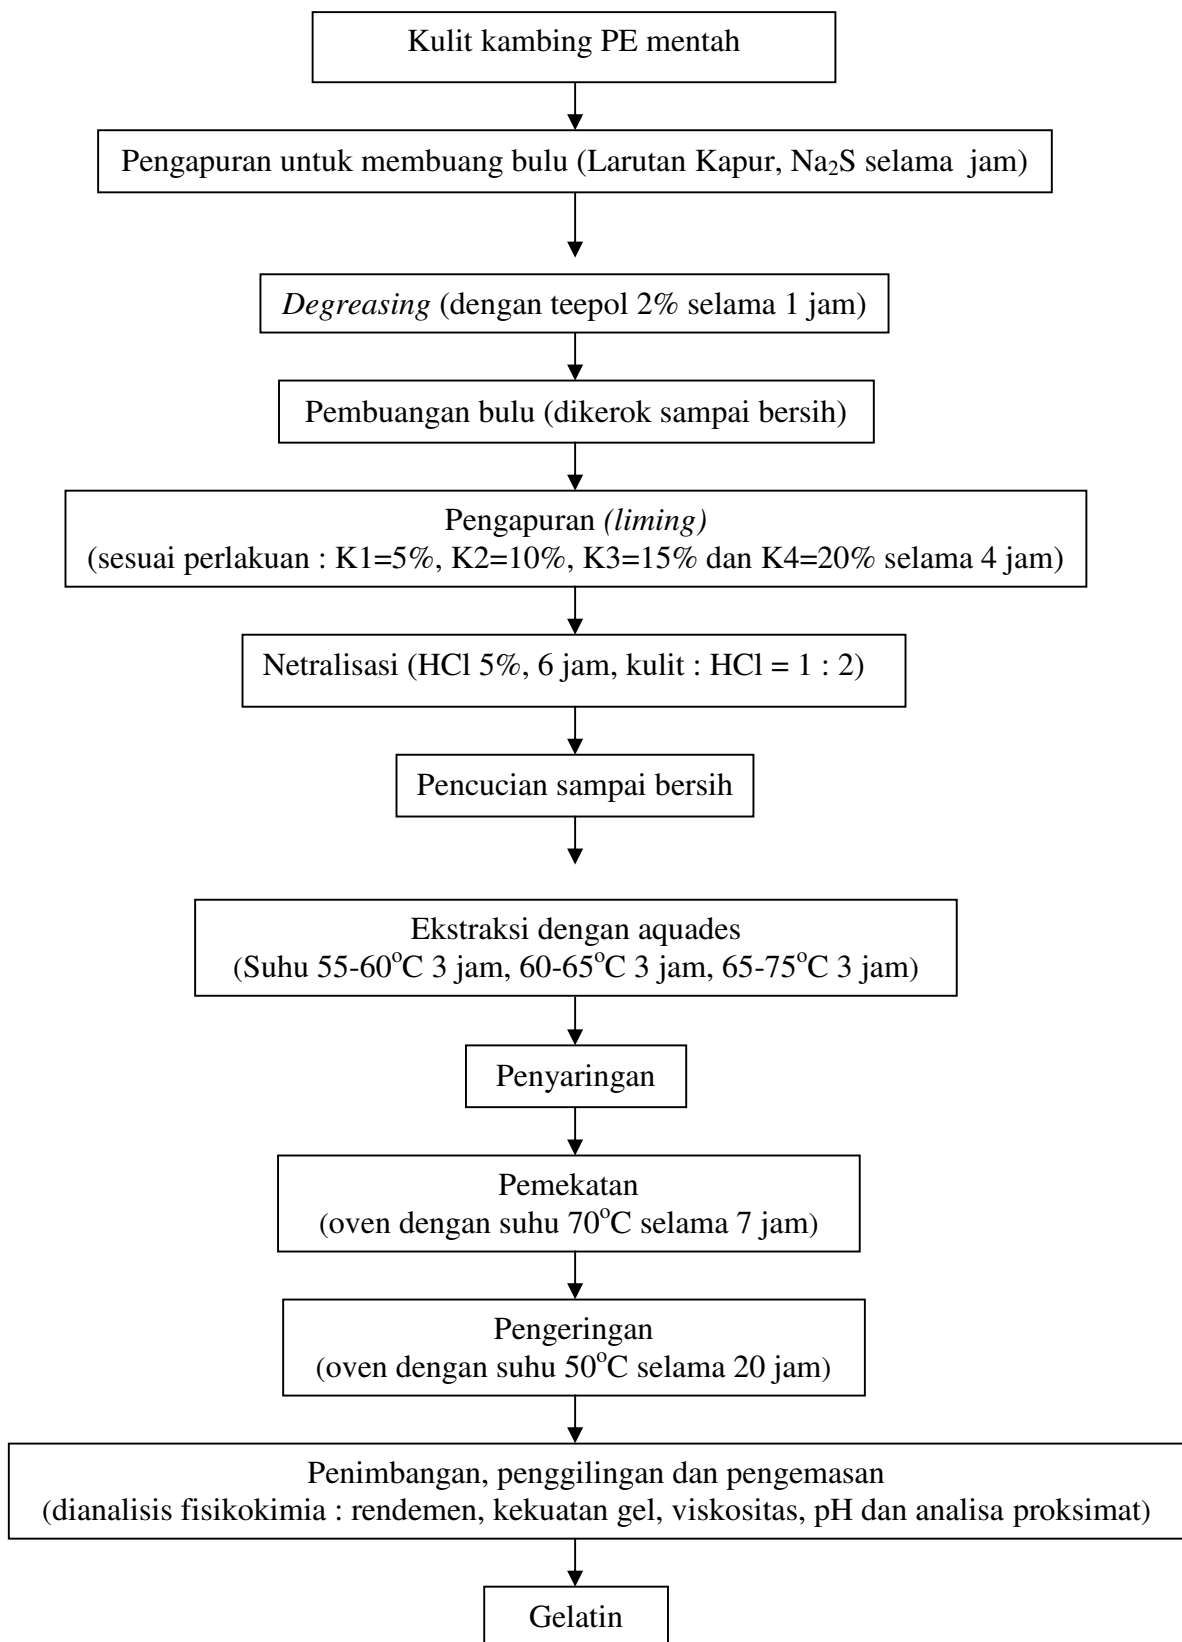 Kulit kambing PE mentah
Pengapuran untuk membuang bulu (Larutan Kapur, Na₂S selama  jam)
Degreasing (dengan teepol 2% selama 1 jam)
Pembuangan bulu (dikerok sampai bersih)
Pengapuran (liming)
(sesuai perlakuan : K1=5%, K2=10%, K3=15% dan K4=20% selama 4 jam)
Netralisasi (HCl 5%, 6 jam, kulit : HCl = 1 : 2)
Pencucian sampai bersih
Ekstraksi dengan aquades
(Suhu 55-60°C 3 jam, 60-65°C 3 jam, 65-75°C 3 jam)
Penyaringan
Pemekatan
(oven dengan suhu 70°C selama 7 jam)
Pengeringan
(oven dengan suhu 50°C selama 20 jam)
Penimbangan, penggilingan dan pengemasan
(dianalisis fisikokimia : rendemen, kekuatan gel, viskositas, pH dan analisa proksimat)
Gelatin